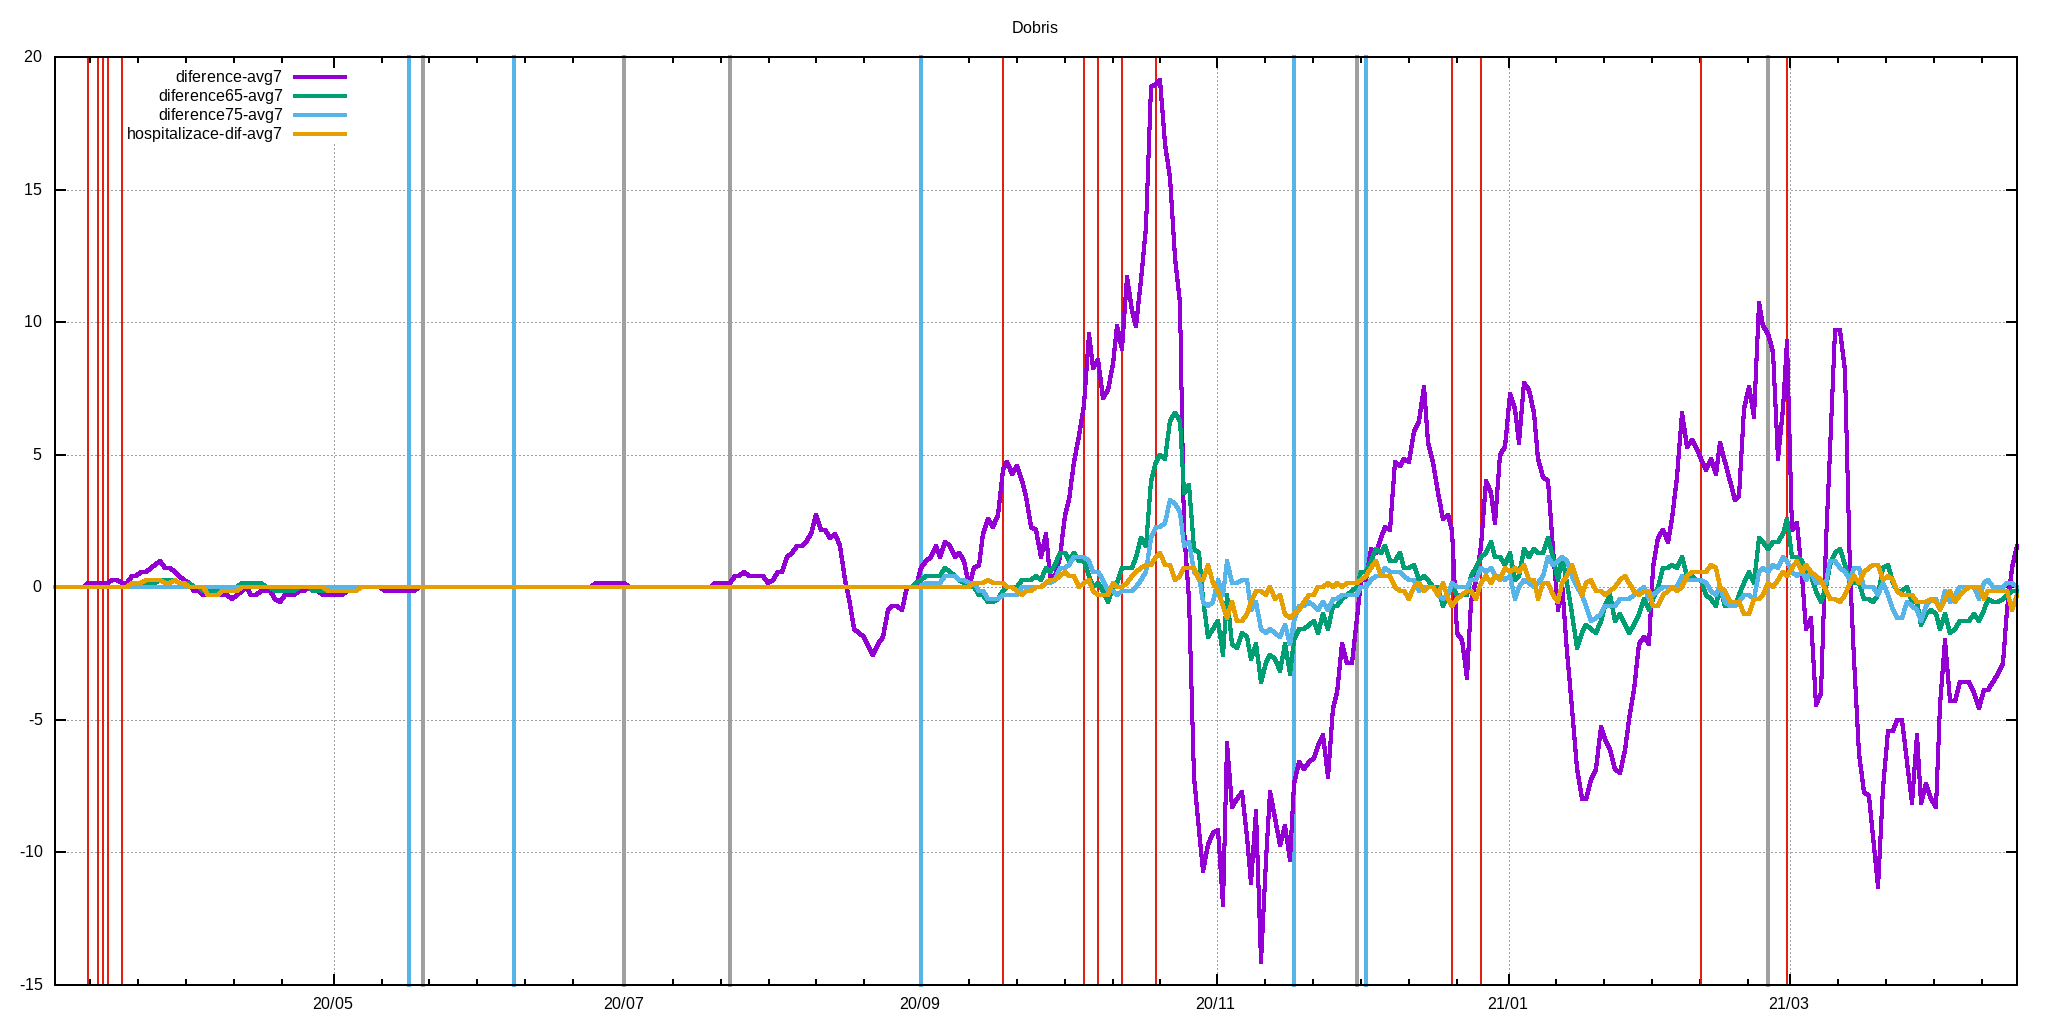 Dobris
20
15
10
5
0
-5
-10
-15
diference-avg7
diference65-avg7
diference75-avg7
hospitalizace-dif-avg7
20/05 20/07 20/09 20/11 21/01 21/03